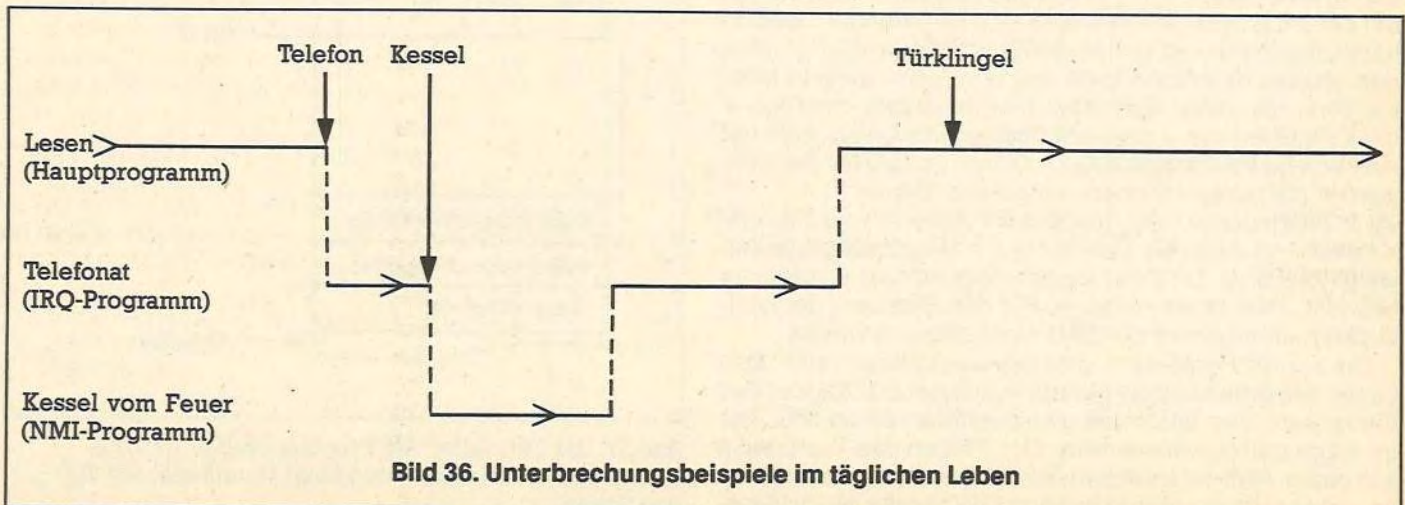 Telefon Kessel Türklingel
Lesen
(Hauptprogramm)
Telefonat
(IRQ-Programm)
Kessel vom Feuer
(NMI-Programm)
Bild 36. Unterbrechungsbeispiele im täglichen Leben